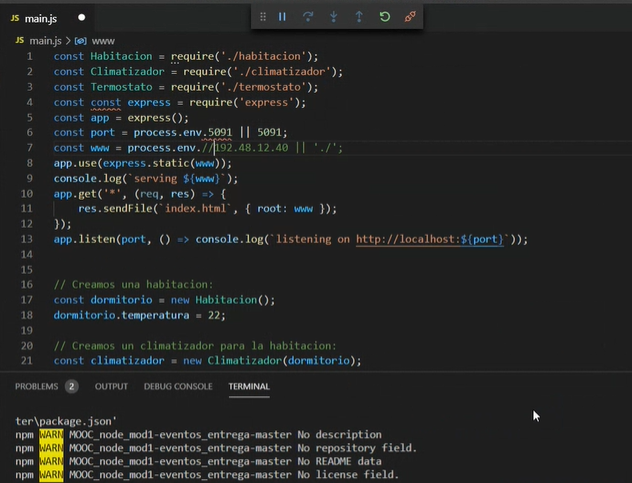 JS main.js
JS main.js > www
1 const Habitacion = require('./habitacion');
2 const Climatizador = require('./climatizador');
3 const Termostato = require('./termostato');
4 const const express = require('express');
5 const app = express();
6 const port = process.env.5091 || 5091;
7 const www = process.env.//192.48.12.40 || './';
8 app.use(express.static(www));
9 console.log(`serving ${www}`);
10 app.get('*', (req, res) => {
11 res.sendFile(`index.html`, { root: www });
12 });
13 app.listen(port, () => console.log(`listening on http://localhost:${port}`));
14
15
16 // Creamos una habitacion:
17 const dormitorio = new Habitacion();
18 dormitorio.temperatura = 22;
19
20 // Creamos un climatizador para la habitacion:
21 const climatizador = new Climatizador(dormitorio);
PROBLEMS 2 OUTPUT DEBUG CONSOLE TERMINAL
ter\package.json'
npm WARN MOOC_node_mod1-eventos_entrega-master No description
npm WARN MOOC_node_mod1-eventos_entrega-master No repository field.
npm WARN MOOC_node_mod1-eventos_entrega-master No README data
npm WARN MOOC_node_mod1-eventos_entrega-master No license field.